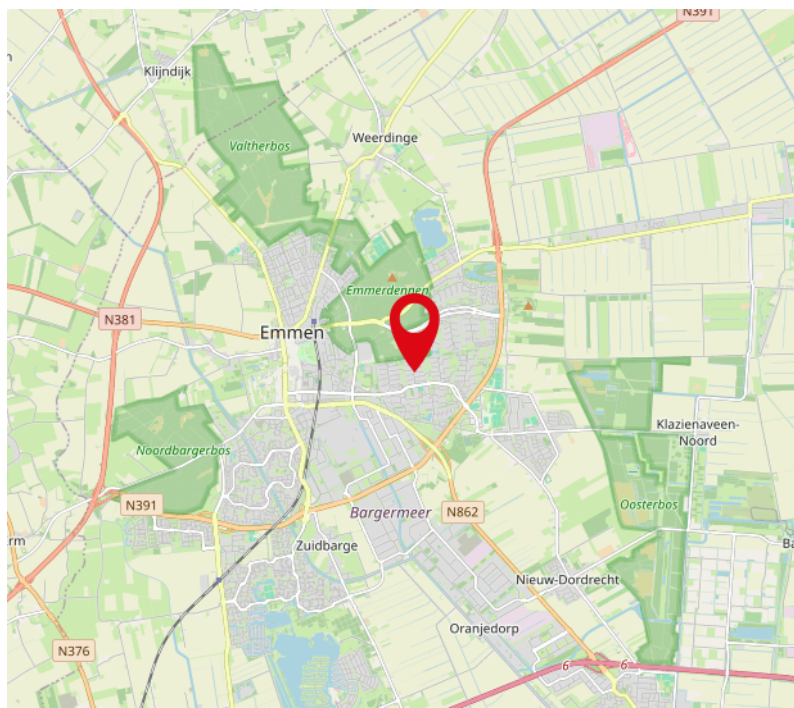 N391
Klijndijk
Weerdinge
Valtherbos
Emmerdennen
N381
Emmen
Klazienaveen-
Noord
Noordbargerbos
Oosterbos
N391
Bargermeer
N862
Zuidbarge
Nieuw-Dordrecht
Oranjedorp
N376
6
6